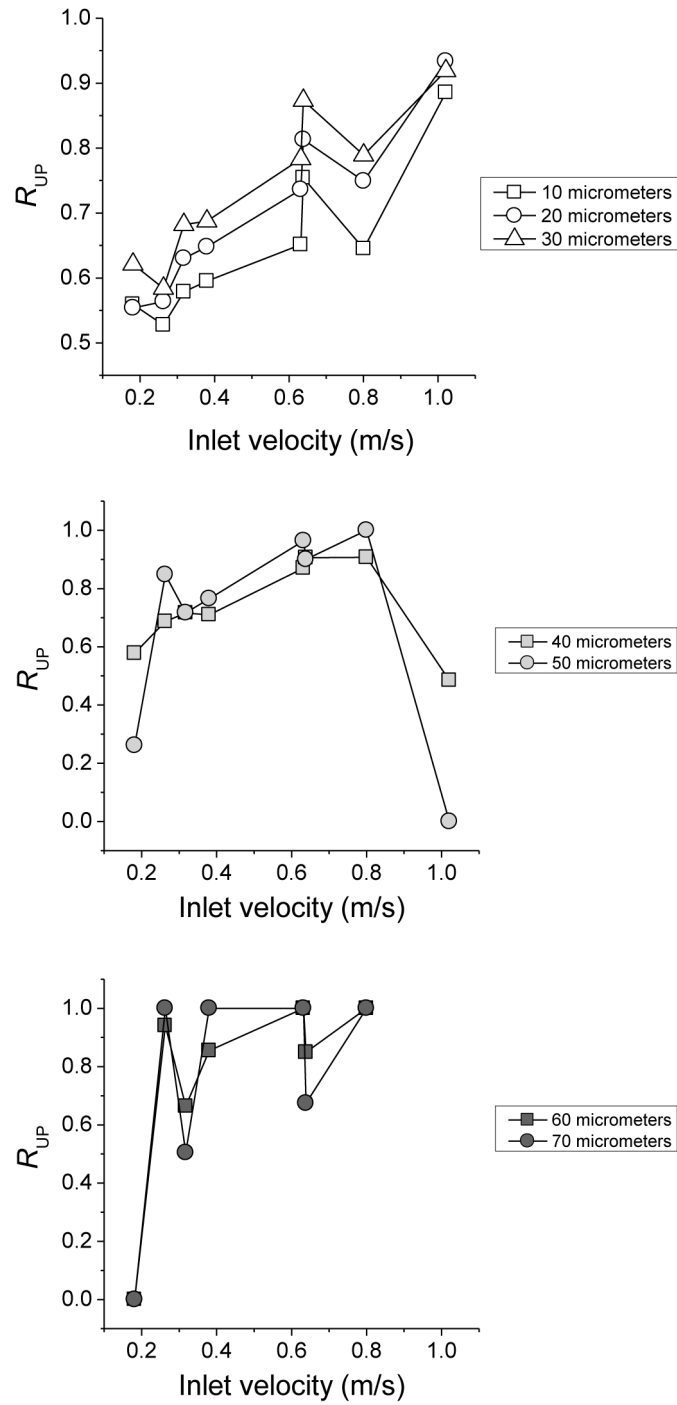 1.0
0.9
0.8
0.7
0.6
0.5
R_UP
0.2 0.4 0.6 0.8 1.0
Inlet velocity (m/s)
10 micrometers
20 micrometers
30 micrometers
1.0
0.8
0.6
0.4
0.2
0.0
R_UP
0.2 0.4 0.6 0.8 1.0
Inlet velocity (m/s)
40 micrometers
50 micrometers
1.0
0.8
0.6
0.4
0.2
0.0
R_UP
0.2 0.4 0.6 0.8 1.0
Inlet velocity (m/s)
60 micrometers
70 micrometers